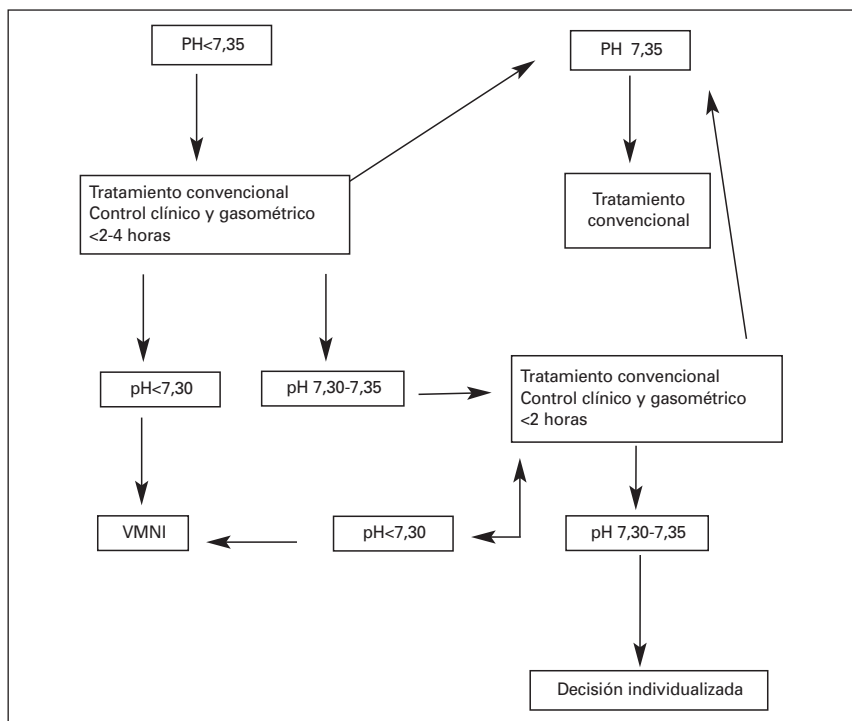 PH<7,35
PH 7,35
Tratamiento convencional
Control clínico y gasométrico
<2-4 horas
Tratamiento
convencional
pH<7,30
pH 7,30-7,35
Tratamiento convencional
Control clínico y gasométrico
<2 horas
VMNI
pH<7,30
pH 7,30-7,35
Decisión individualizada